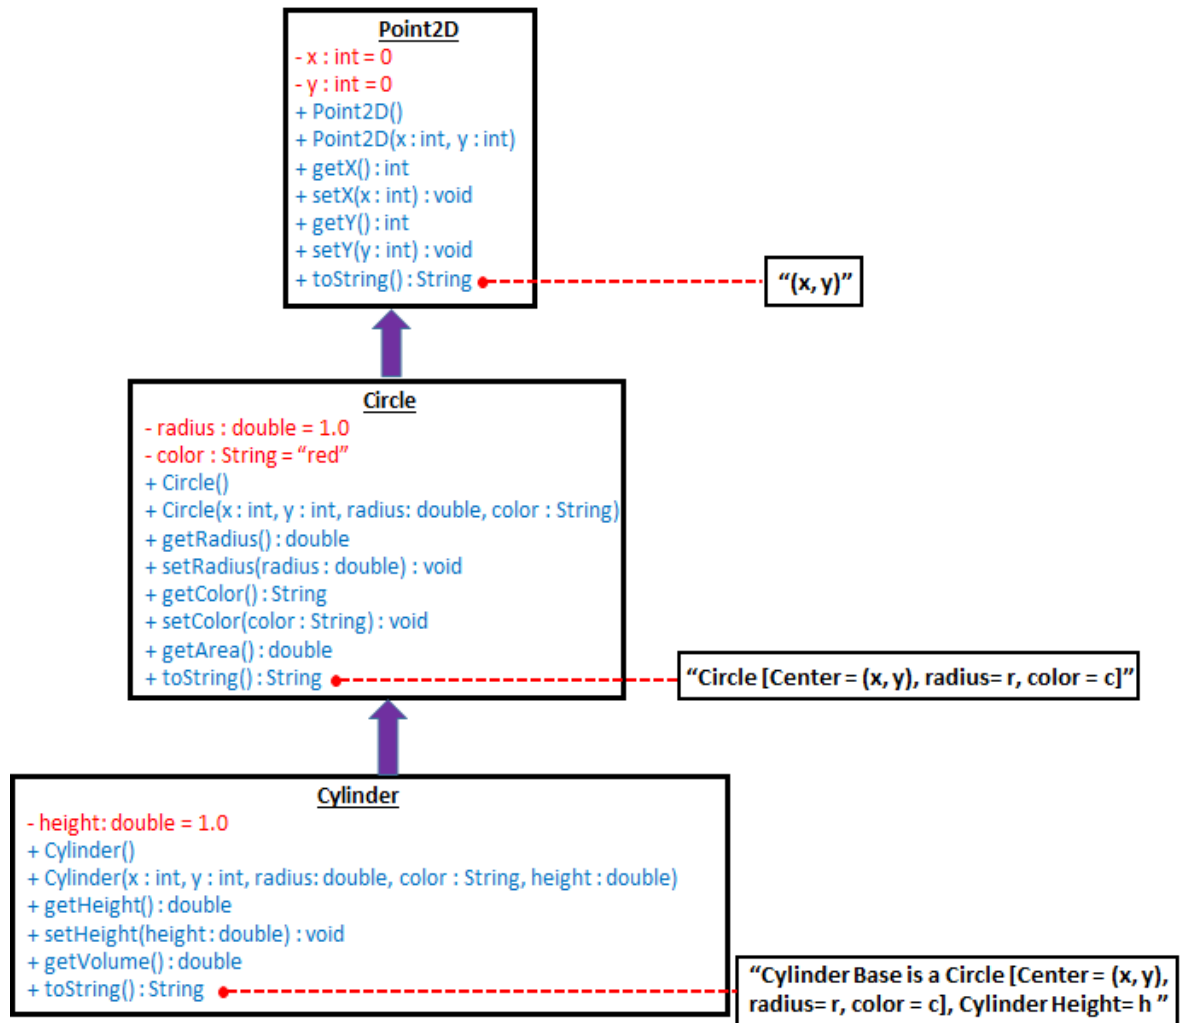 Point2D
- x : int = 0
- y : int = 0
+ Point2D()
+ Point2D(x : int, y : int)
+ getX() : int
+ setX(x : int) : void
+ getY() : int
+ setY(y : int) : void
+ toString() : String
“(x, y)”
Circle
- radius : double = 1.0
- color : String = “red”
+ Circle()
+ Circle(x : int, y : int, radius: double, color : String)
+ getRadius() : double
+ setRadius(radius : double) : void
+ getColor() : String
+ setColor(color : String) : void
+ getArea() : double
+ toString() : String
“Circle [Center = (x, y), radius= r, color = c]”
Cylinder
- height: double = 1.0
+ Cylinder()
+ Cylinder(x : int, y : int, radius: double, color : String, height : double)
+ getHeight() : double
+ setHeight(height: double) : void
+ getVolume() : double
+ toString() : String
“Cylinder Base is a Circle [Center = (x, y),
radius= r, color = c], Cylinder Height= h ”